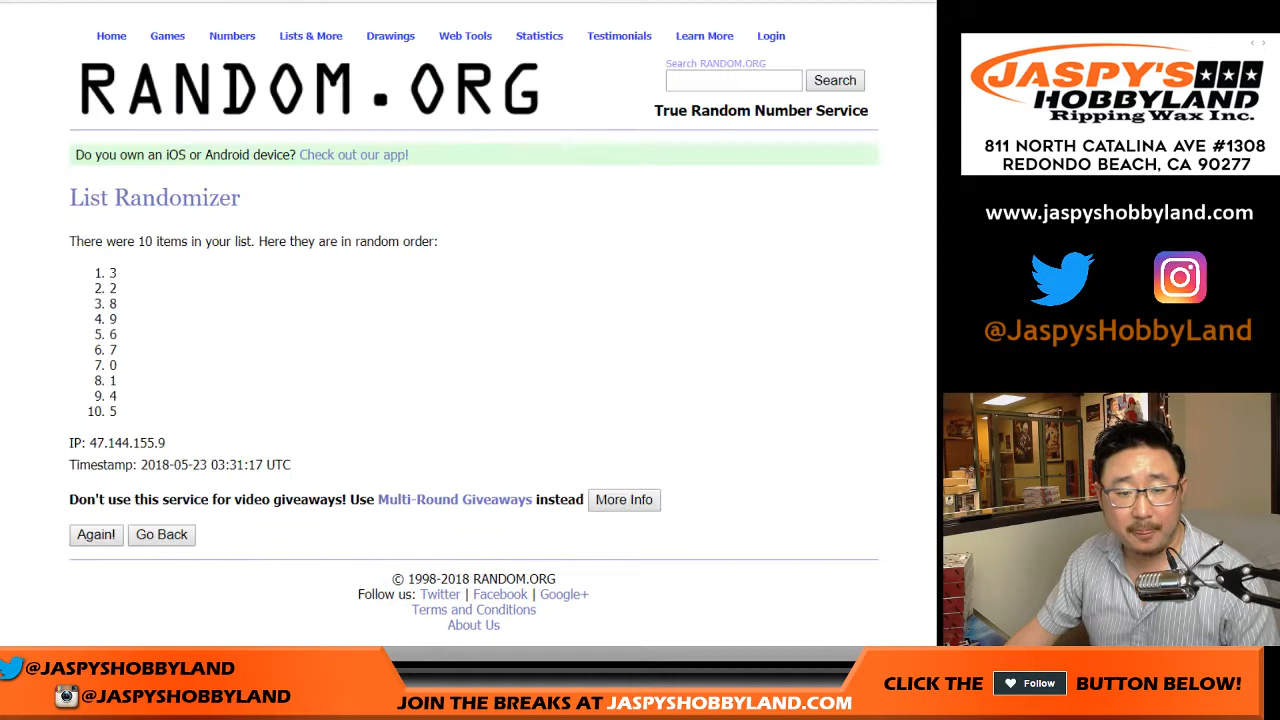 Home Games Numbers Lists & More Drawings Web Tools Statistics Testimonials Learn More Login
RANDOM.ORG
Search RANDOM.ORG
Search
True Random Number Service
Do you own an iOS or Android device? Check out our app!
List Randomizer
There were 10 items in your list. Here they are in random order:
1. 3
2. 2
3. 8
4. 9
5. 6
6. 7
7. 0
8. 1
9. 4
10. 5
IP: 47.144.155.9
Timestamp: 2018-05-23 03:31:17 UTC
Don't use this service for video giveaways! Use Multi-Round Giveaways instead More Info
Again! Go Back
© 1998-2018 RANDOM.ORG
Follow us: Twitter | Facebook | Google+
Terms and Conditions
About Us
JASPY'S
HOBBYLAND
Ripping Wax Inc.
811 NORTH CATALINA AVE #1308
REDONDO BEACH, CA 90277
www.jaspyshobbyland.com
@JaspysHobbyLand
@JASPYSHOBBYLAND
@JASPYSHOBBYLAND
JOIN THE BREAKS AT JASPYSHOBBYLAND.COM
CLICK THE Follow BUTTON BELOW!